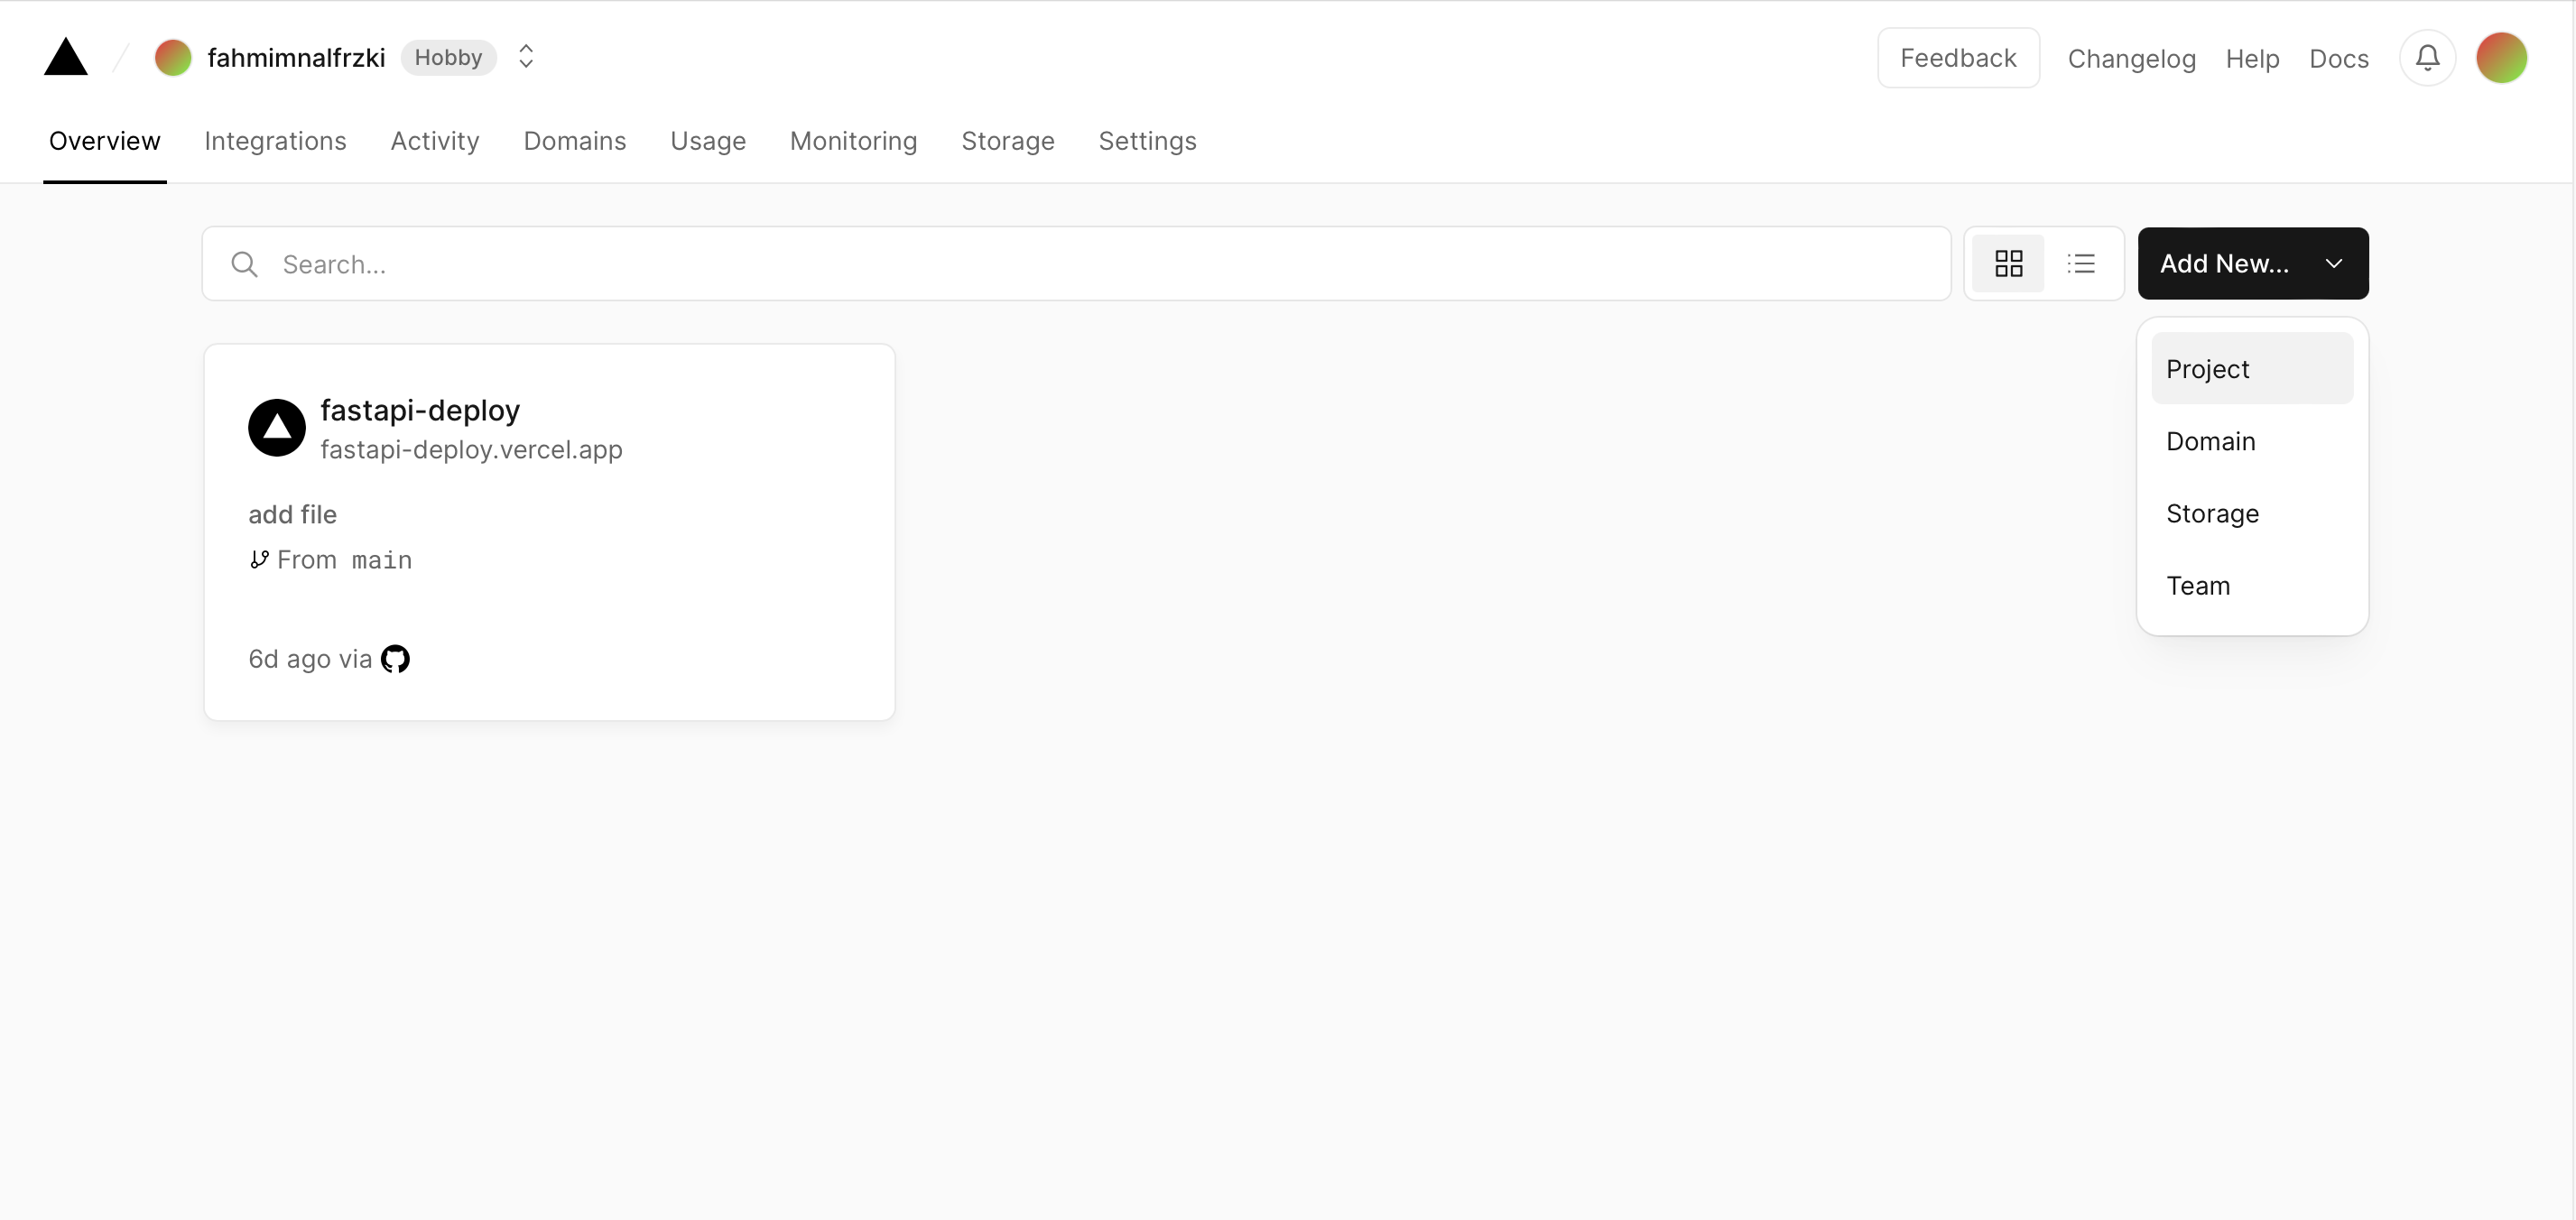 fahmimnalfrzki Hobby Feedback Changelog Help Docs
Overview Integrations Activity Domains Usage Monitoring Storage Settings
Search... Add New...
Project
Domain
Storage
Team
fastapi-deploy
fastapi-deploy.vercel.app
add file
From main
6d ago via